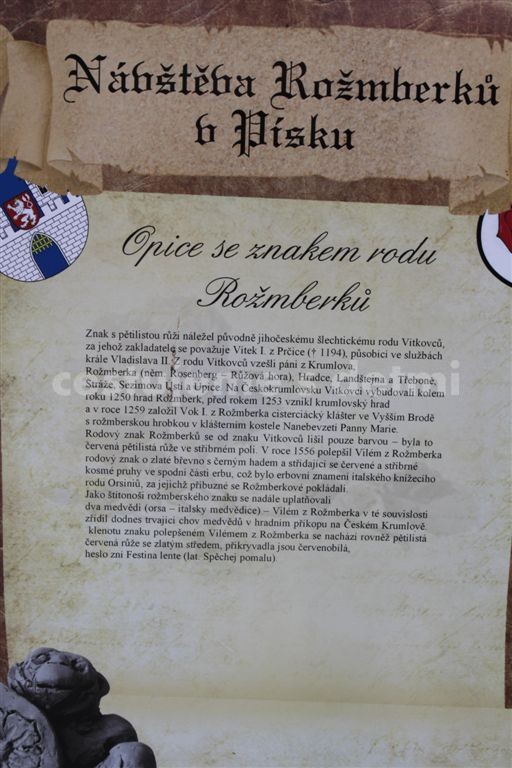 Návštěva Rožmberků
v Písku
Opice se znakem rodu
Rožmberků
Znak s pětilistou růží náležel původně jihočeskému šlechtickému rodu Vitkovců,
za jehož zakladatele se považuje Vítek I. z Prčice († 1194), působící ve službách
krále Vladislava II. Z rodu Vítkovců vzešli páni z Krumlova,
Rožmberka (něm. Rosenberg – Růžová hora), Hradce, Landštejna a Třeboně,
Stráže, Sezimova Ústí a Úpice. Na Českokrumlovsku Vítkovci vybudovali kolem
roku 1250 hrad Rožmberk, před rokem 1253 vznikl krumlovský hrad
a v roce 1259 založil Vok I. z Rožmberka cisterciácký klášter ve Vyšším Brodě
s rožmberskou hrobkou v klášterním kostele Nanebevzetí Panny Marie.
Rodový znak Rožmberků se od znaku Vítkovců lišil pouze barvou – byla to
červená pětilistá růže ve stříbrném poli. V roce 1556 polepšil Vilém z Rožmberka
rodový znak o zlaté břevno s černým hadem a střídající se červené a stříbrné
kosmé pruhy ve spodní části erbu, což bylo erbovní znamení italského knížecího
rodu Orsiniů, za jejichž příbuzné se Rožmberkové pokládali.
Jako štítonoši rožmberského znaku se nadále uplatňovali
dva medvědi (orsa – italsky medvědice) – Vilém z Rožmberka v té souvislosti
zřídil dodnes trvající chov medvědů v hradním příkopu na Českém Krumlově.
klenotu znaku polepšeném Vilémem z Rožmberka se nachází rovněž pětilistá
červená růže se zlatým středem, přikryvadla jsou červenobílá,
heslo zní Festina lente (lat. Spěchej pomalu).